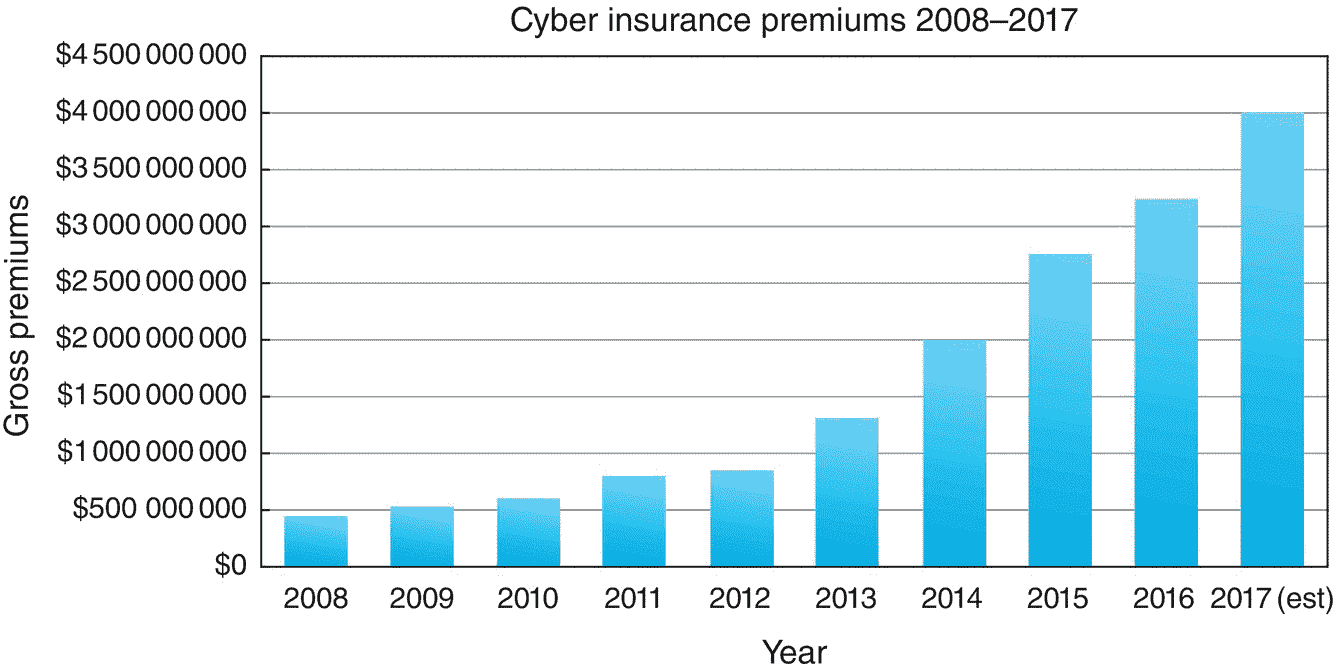 Cyber insurance premiums 2008–2017
Gross premiums
$4 500 000 000
$4 000 000 000
$3 500 000 000
$3 000 000 000
$2 500 000 000
$2 000 000 000
$1 500 000 000
$1 000 000 000
$500 000 000
$0
2008 2009 2010 2011 2012 2013 2014 2015 2016 2017 (est)
Year